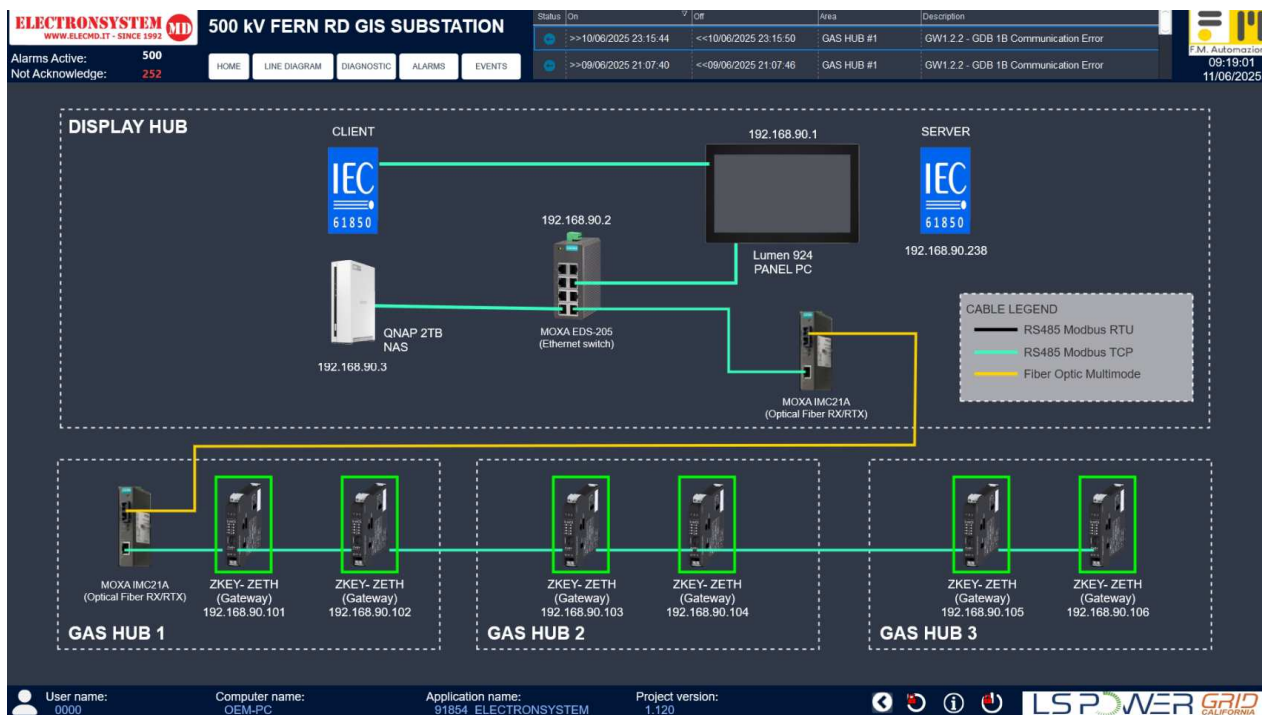 ELECTRONSYSTEM MD
WWW.ELECMD.IT - SINCE 1992
500 kV FERN RD GIS SUBSTATION
Alarms Active: 500
Not Acknowledge: 252
HOME
LINE DIAGRAM
DIAGNOSTIC
ALARMS
EVENTS
Status On Off Area Description
>>10/06/2025 23:15:44 <<10/06/2025 23:15:50 GAS HUB #1 GW1.2.2 - GDB 1B Communication Error
>>09/06/2025 21:07:40 <<09/06/2025 21:07:46 GAS HUB #1 GW1.2.2 - GDB 1B Communication Error
F.M. Automazion
09:19:01
11/06/2025
DISPLAY HUB
CLIENT
IEC
61850
192.168.90.1
SERVER
IEC
61850
192.168.90.238
192.168.90.2
Lumen 924
PANEL PC
MOXA EDS-205
(Ethernet switch)
QNAP 2TB
NAS
192.168.90.3
MOXA IMC21A
(Optical Fiber RX/RTX)
CABLE LEGEND
RS485 Modbus RTU
RS485 Modbus TCP
Fiber Optic Multimode
MOXA IMC21A
(Optical Fiber RX/RTX)
ZKEY- ZETH
(Gateway)
192.168.90.101
ZKEY- ZETH
(Gateway)
192.168.90.102
GAS HUB 1
ZKEY- ZETH
(Gateway)
192.168.90.103
ZKEY- ZETH
(Gateway)
192.168.90.104
GAS HUB 2
ZKEY- ZETH
(Gateway)
192.168.90.105
ZKEY- ZETH
(Gateway)
192.168.90.106
GAS HUB 3
User name:
0000
Computer name:
OEM-PC
Application name:
91854 ELECTRONSYSTEM
Project version:
1.120
LS POWER GRID
CALIFORNIA